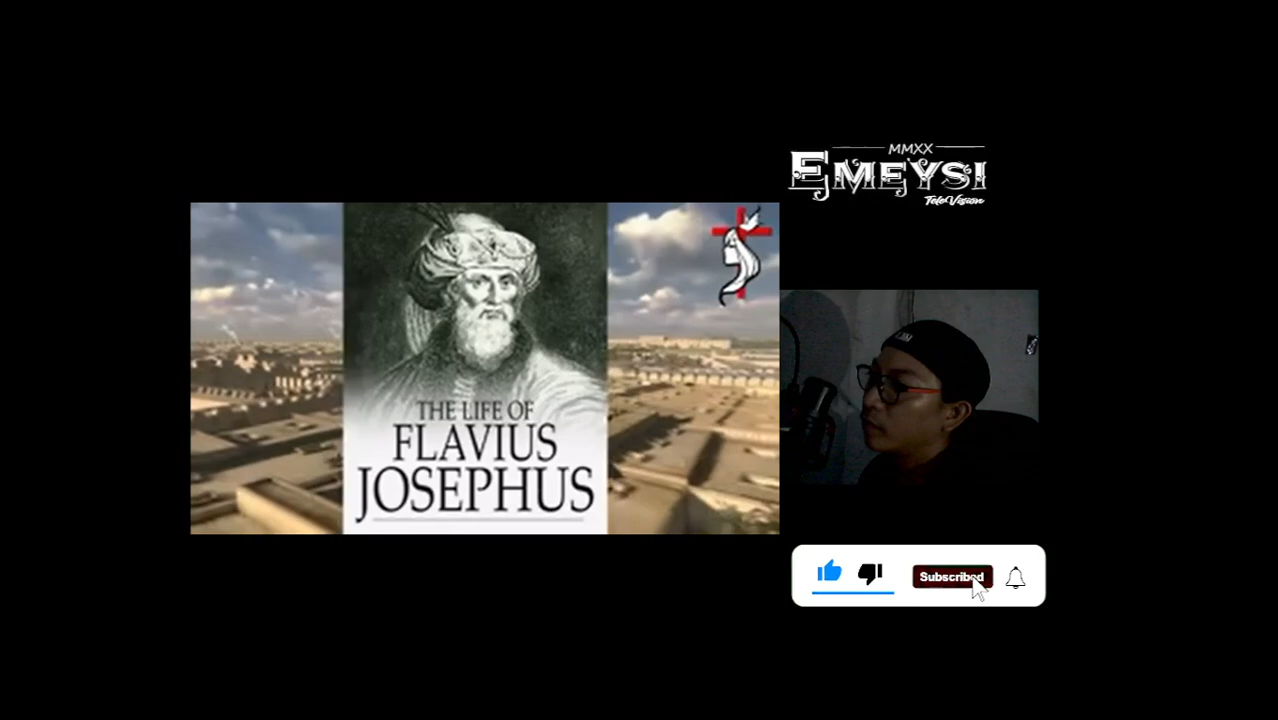 MMXX
EMEYSI
TeleVision
THE LIFE OF
FLAVIUS
JOSEPHUS
Subscribed